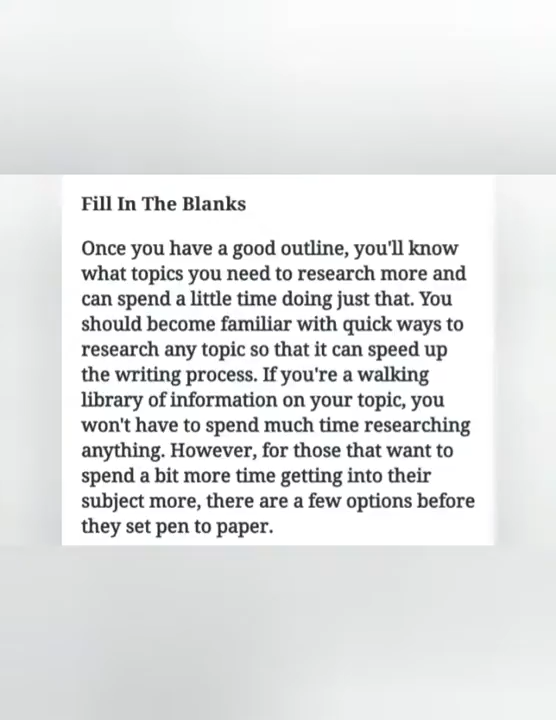 Fill In The Blanks
Once you have a good outline, you'll know
what topics you need to research more and
can spend a little time doing just that. You
should become familiar with quick ways to
research any topic so that it can speed up
the writing process. If you're a walking
library of information on your topic, you
won't have to spend much time researching
anything. However, for those that want to
spend a bit more time getting into their
subject more, there are a few options before
they set pen to paper.